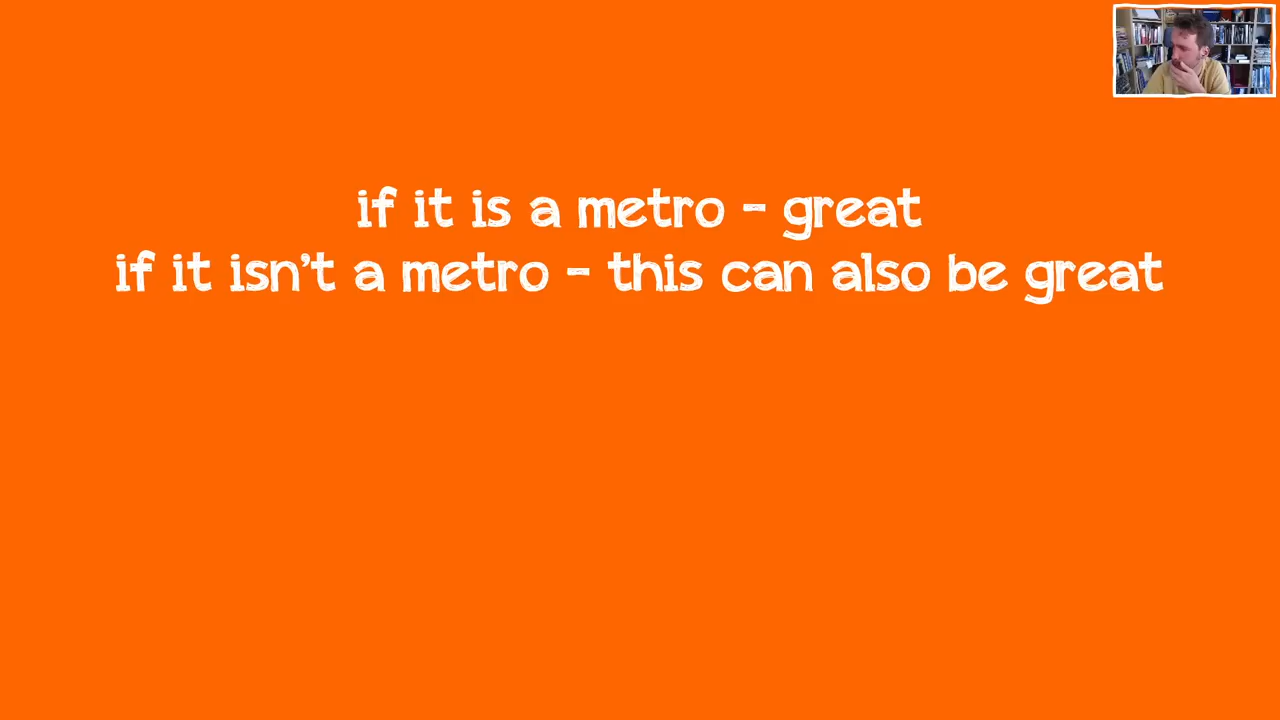 if it is a metro - great
if it isn't a metro - this can also be great